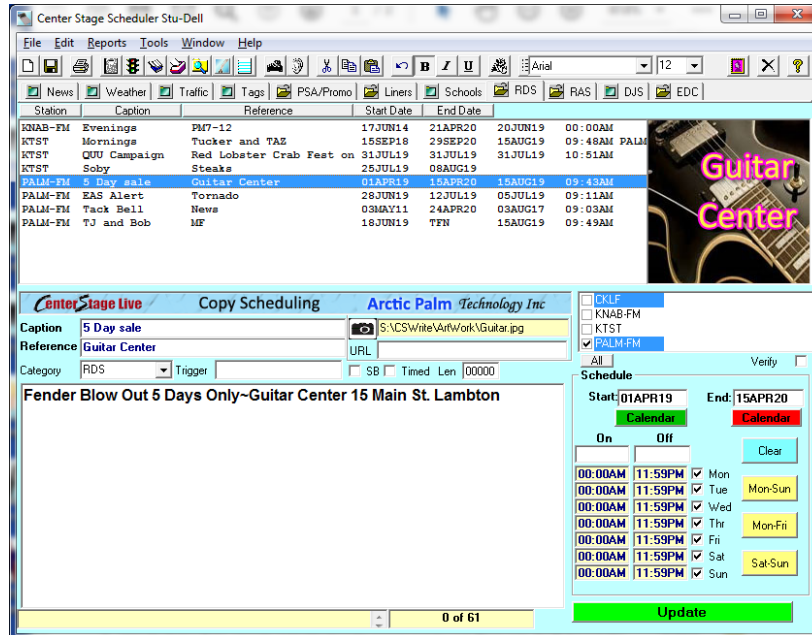 Center Stage Scheduler Stu-Dell
File Edit Reports Tools Window Help
B I U Arial 12
News Weather Traffic Tags PSA/Promo Liners Schools RDS RAS DJS EDC
Station Caption Reference Start Date End Date
KNAB-FM Evenings PM7-12 17JUN14 21APR20 20JUN19 00:00AM
KTST Mornings Tucker and TAZ 15SEP18 29SEP20 15AUG19 09:48AM PALM
KTST QUU Campaign Red Lobster Crab Fest on 31JUL19 31JUL19 31JUL19 10:51AM
KTST Soby Steaks 25JUL19 08AUG19
PALM-FM 5 Day sale Guitar Center 01APR19 15APR20 15AUG19 09:43AM
PALM-FM EAS Alert Tornado 28JUN19 12JUL19 05JUL19 09:11AM
PALM-FM Tack Bell News 03MAY11 24APR20 03AUG17 09:03AM
PALM-FM TJ and Bob MF 18JUN19 TFN 15AUG19 09:49AM
Guitar
Center
CenterStage Live Copy Scheduling Arctic Palm Technology Inc
Caption 5 Day sale S:\CSWrite\ArtWork\Guitar.jpg
Reference Guitar Center URL
Category RDS Trigger SB Timed Len 00000
Fender Blow Out 5 Days Only~Guitar Center 15 Main St. Lambton
0 of 61
CKLF
KNAB-FM
KTST
PALM-FM
All Verify
Schedule
Start: 01APR19 End: 15APR20
Calendar Calendar
On Off
Clear
00:00AM 11:59PM Mon
00:00AM 11:59PM Tue
Mon-Sun
00:00AM 11:59PM Wed
00:00AM 11:59PM Thr
Mon-Fri
00:00AM 11:59PM Fri
00:00AM 11:59PM Sat
Sat-Sun
00:00AM 11:59PM Sun
Update